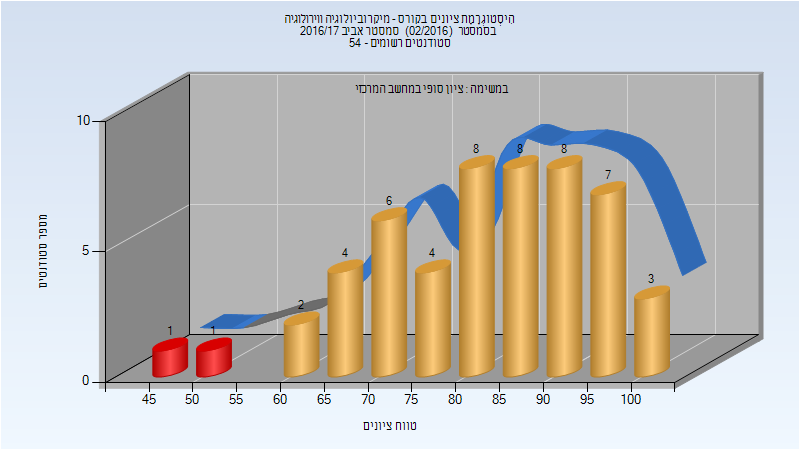 היסטוגרמת ציונים בקורס - מיקרוביולוגיה ווירולוגיה
בסמסטר (02/2016) סמסטר אביב 2016/17
סטודנטים רשומים - 54
במשימה : ציון סופי במחשב המרכזי
מספר סטודנטים
10
5
0
1
1
2
4
6
4
8
8
8
7
3
45 50 55 60 65 70 75 80 85 90 95 100
טווח ציונים